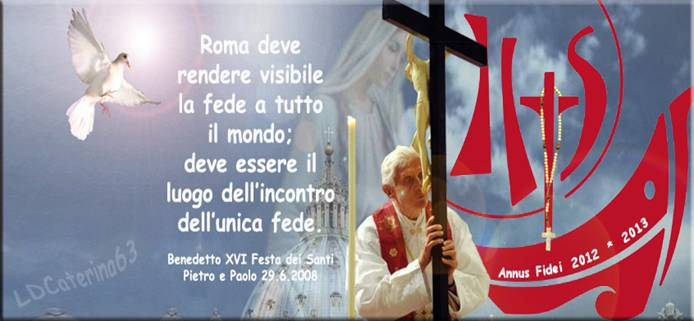 Roma deve
rendere visibile
la fede a tutto
il mondo;
deve essere il
luogo dell'incontro
dell'unica fede.
Benedetto XVI Festa dei Santi
Pietro e Paolo 29.6.2008
LDCaterina63
IHS
Annus Fidei 2012 * 2013